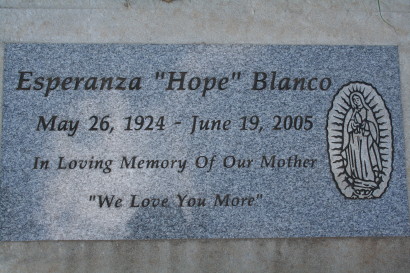 Esperanza "Hope" Blanco
May 26, 1924 - June 19, 2005
In Loving Memory Of Our Mother
"We Love You More"